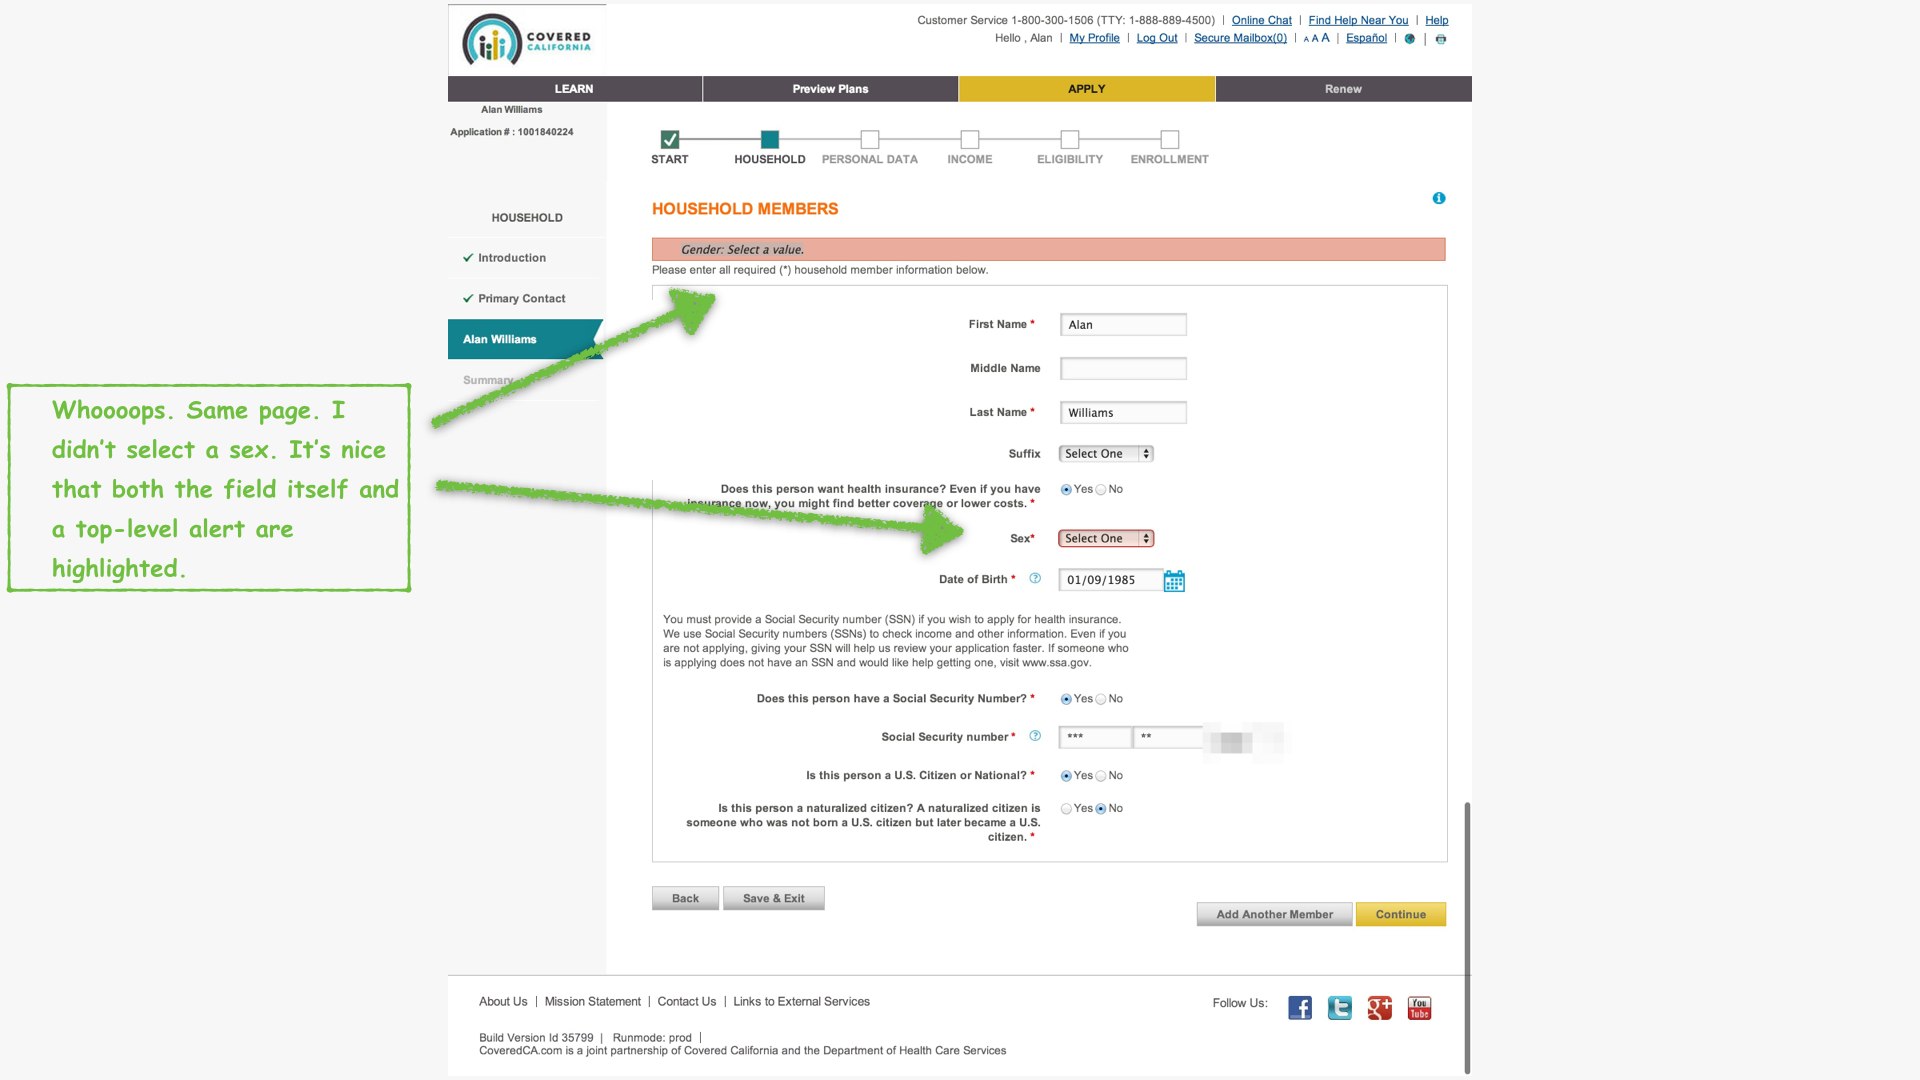 COVERED
CALIFORNIA
Customer Service 1-800-300-1506 (TTY: 1-888-889-4500) | Online Chat | Find Help Near You | Help
Hello , Alan | My Profile | Log Out | Secure Mailbox(0) | A A A | Español |
LEARN
Preview Plans
APPLY
Renew
Alan Williams
Application # : 1001840224
START
HOUSEHOLD
PERSONAL DATA
INCOME
ELIGIBILITY
ENROLLMENT
HOUSEHOLD
Introduction
Primary Contact
Alan Williams
Summary
Whoooops. Same page. I
didn't select a sex. It's nice
that both the field itself and
a top-level alert are
highlighted.
HOUSEHOLD MEMBERS
Gender: Select a value.
Please enter all required (*) household member information below.
First Name * Alan
Middle Name
Last Name * Williams
Suffix Select One
Does this person want health insurance? Even if you have
insurance now, you might find better coverage or lower costs. *
Yes No
Sex* Select One
Date of Birth * ? 01/09/1985
You must provide a Social Security number (SSN) if you wish to apply for health insurance.
We use Social Security numbers (SSNs) to check income and other information. Even if you
are not applying, giving your SSN will help us review your application faster. If someone who
is applying does not have an SSN and would like help getting one, visit www.ssa.gov.
Does this person have a Social Security Number? * Yes No
Social Security number * ? *** **
Is this person a U.S. Citizen or National? * Yes No
Is this person a naturalized citizen? A naturalized citizen is
someone who was not born a U.S. citizen but later became a U.S.
citizen. *
Yes No
Back
Save & Exit
Add Another Member
Continue
About Us | Mission Statement | Contact Us | Links to External Services
Follow Us:
You
Tube
Build Version Id 35799 | Runmode: prod |
CoveredCA.com is a joint partnership of Covered California and the Department of Health Care Services